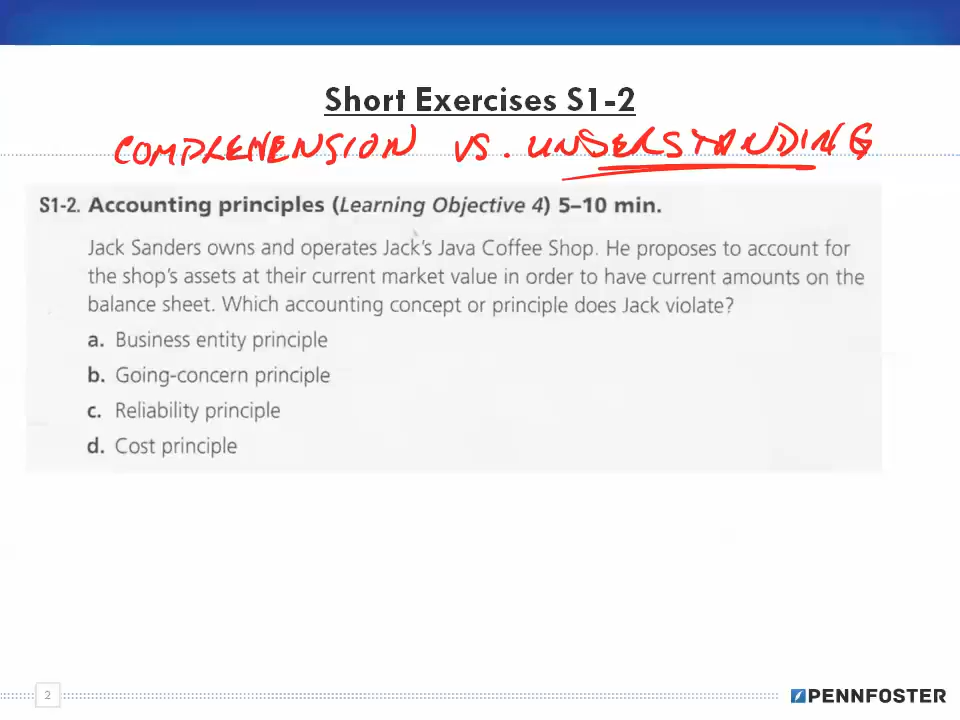 Short Exercises S1-2
COMPREHENSION VS. UNDERSTANDING
S1-2. Accounting principles (Learning Objective 4) 5–10 min.
Jack Sanders owns and operates Jack's Java Coffee Shop. He proposes to account for
the shop's assets at their current market value in order to have current amounts on the
balance sheet. Which accounting concept or principle does Jack violate?
a. Business entity principle
b. Going-concern principle
c. Reliability principle
d. Cost principle
2
PENNFOSTER